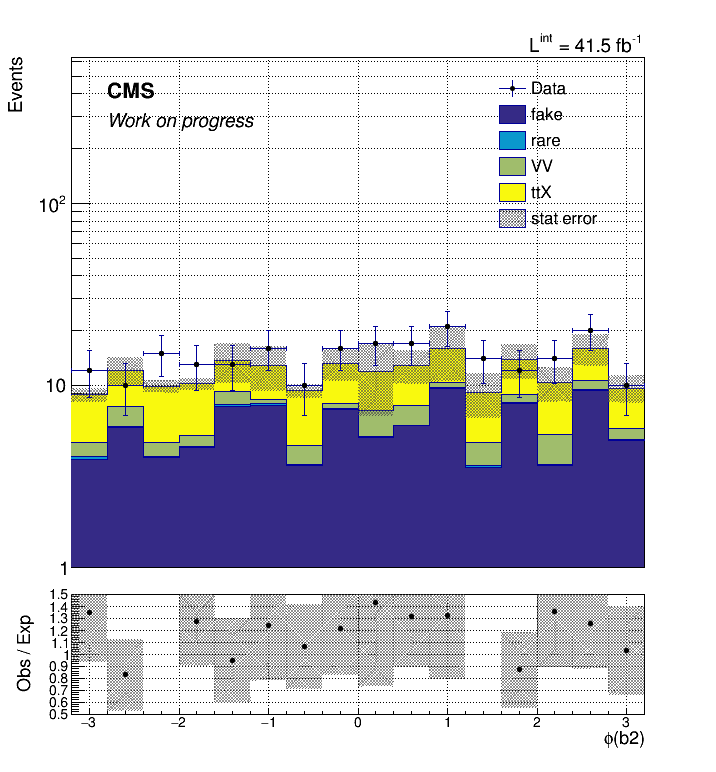 L^int = 41.5 fb^-1
Events
CMS
Work on progress
Data
fake
rare
VV
ttX
stat error
10^2
10
1
Obs / Exp
1.5
1.4
1.3
1.2
1.1
1
0.9
0.8
0.7
0.6
0.5
−3 −2 −1 0 1 2 3
ϕ(b2)